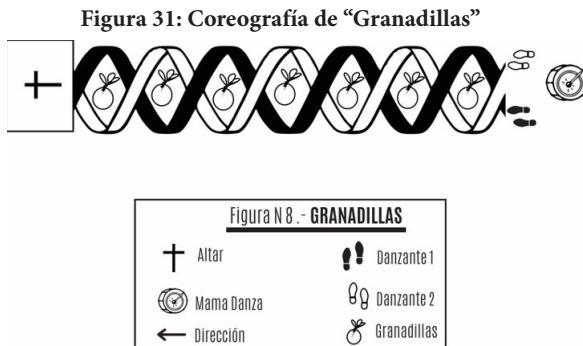 Figura 31: Coreografía de “Granadillas”
Figura N 8 .- GRANADILLAS
Altar
Danzante 1
Mama Danza
Danzante 2
Dirección
Granadillas